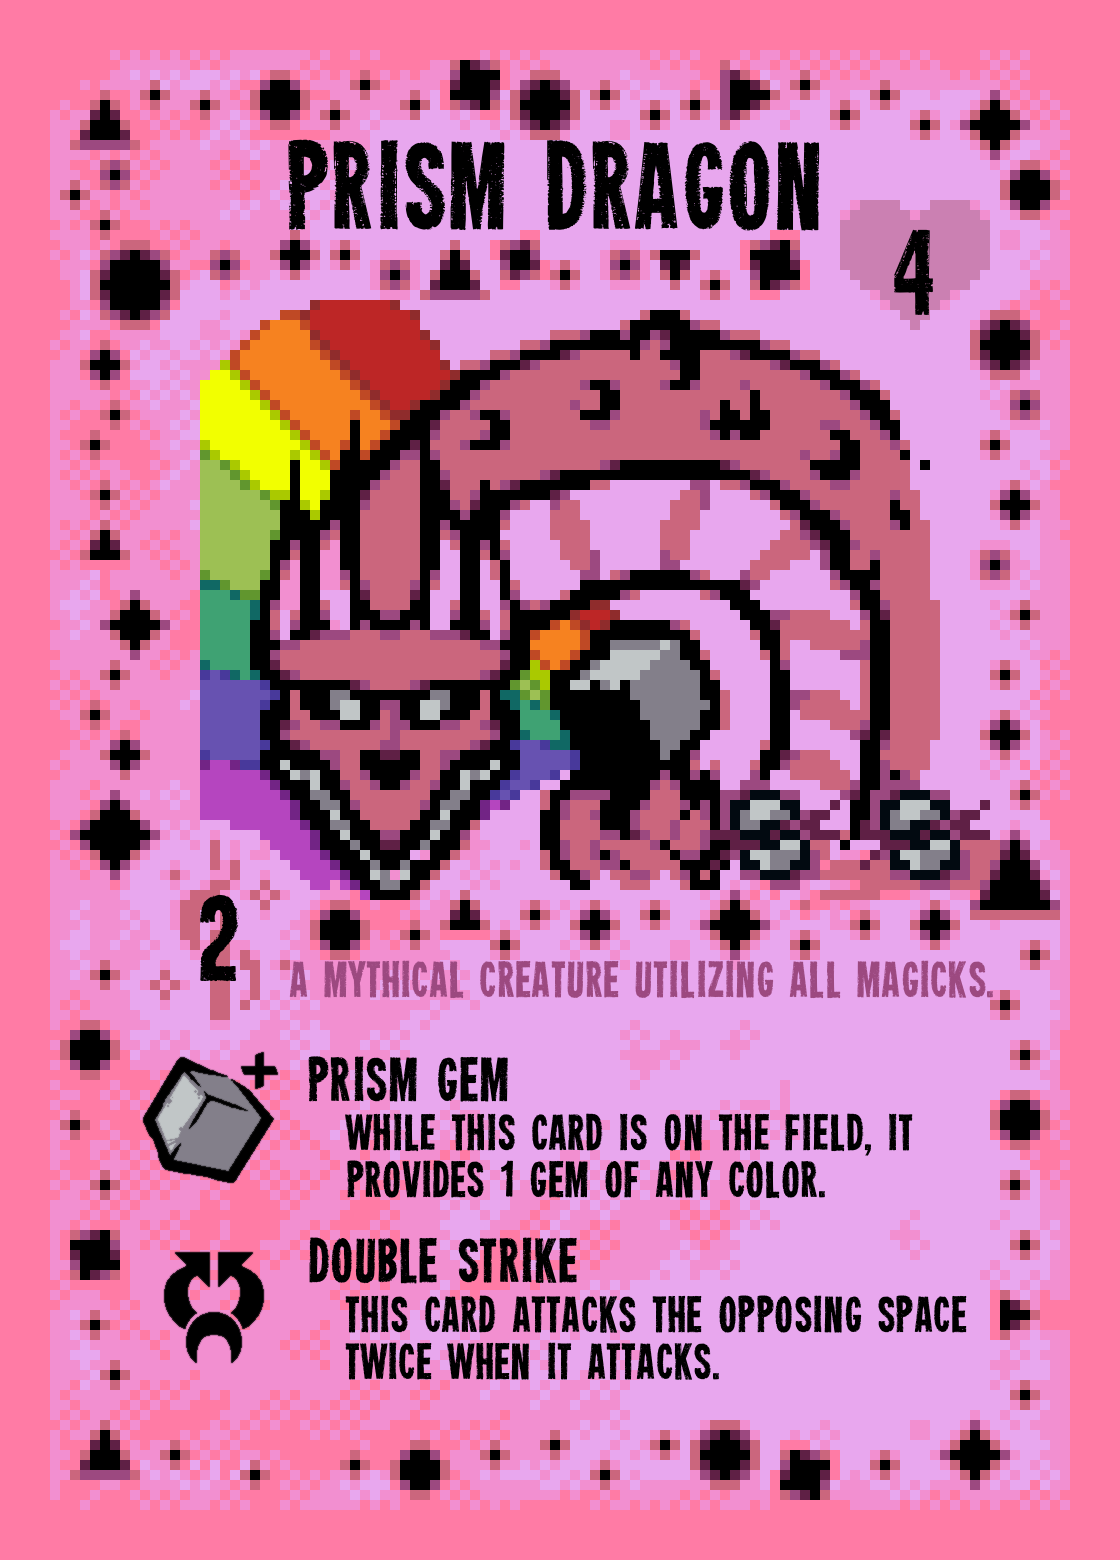 PRISM DRAGON
4
2
A MYTHICAL CREATURE UTILIZING ALL MAGICKS.
PRISM GEM
WHILE THIS CARD IS ON THE FIELD, IT
PROVIDES 1 GEM OF ANY COLOR.
DOUBLE STRIKE
THIS CARD ATTACKS THE OPPOSING SPACE
TWICE WHEN IT ATTACKS.